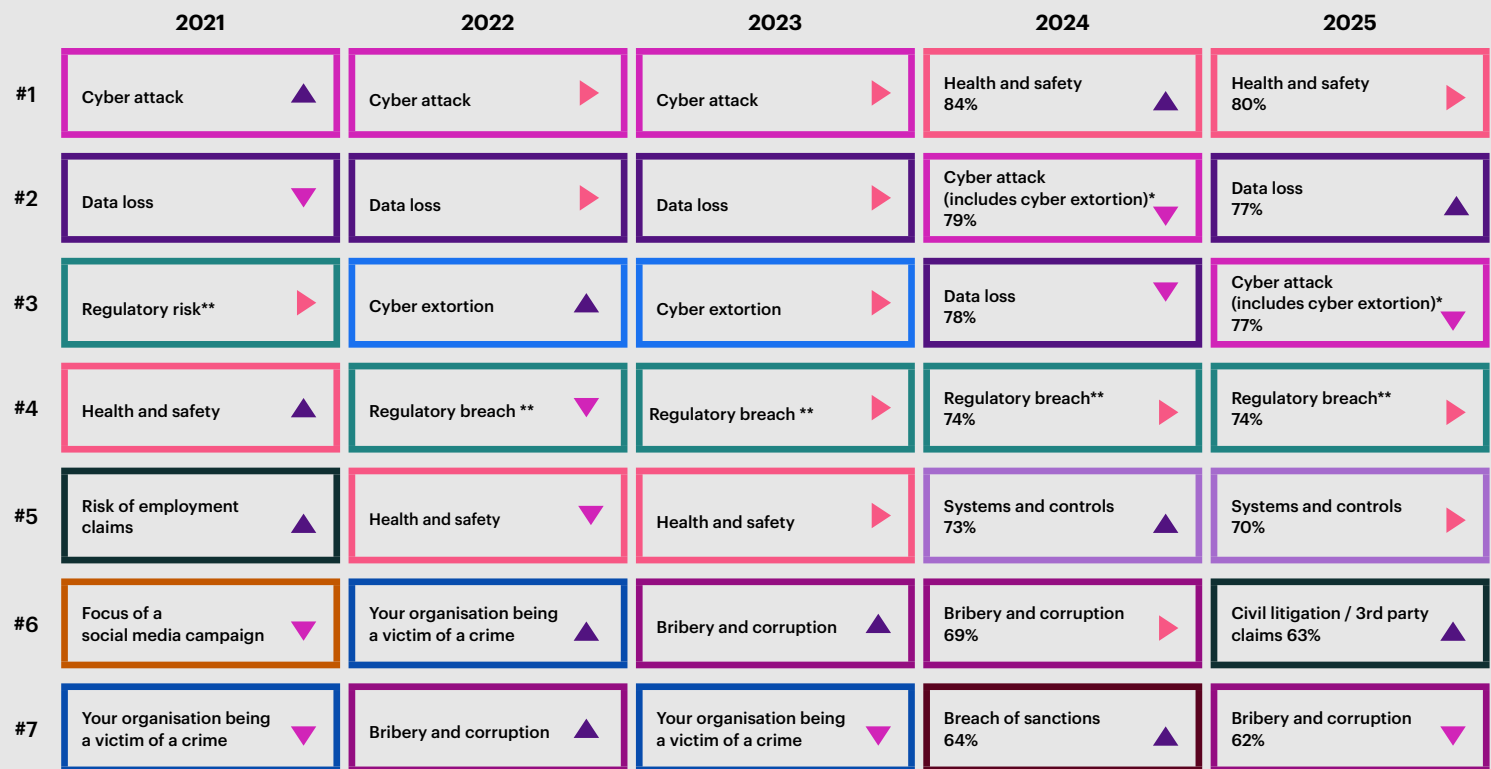 2021 2022 2023 2024 2025
#1
Cyber attack
Cyber attack
Cyber attack
Health and safety
84%
Health and safety
80%
#2
Data loss
Data loss
Data loss
Cyber attack
(includes cyber extortion)*
79%
Data loss
77%
#3
Regulatory risk**
Cyber extortion
Cyber extortion
Data loss
78%
Cyber attack
(includes cyber extortion)*
77%
#4
Health and safety
Regulatory breach **
Regulatory breach **
Regulatory breach**
74%
Regulatory breach**
74%
#5
Risk of employment
claims
Health and safety
Health and safety
Systems and controls
73%
Systems and controls
70%
#6
Focus of a
social media campaign
Your organisation being
a victim of a crime
Bribery and corruption
Bribery and corruption
69%
Civil litigation / 3rd party
claims 63%
#7
Your organisation being
a victim of a crime
Bribery and corruption
Your organisation being
a victim of a crime
Breach of sanctions
64%
Bribery and corruption
62%